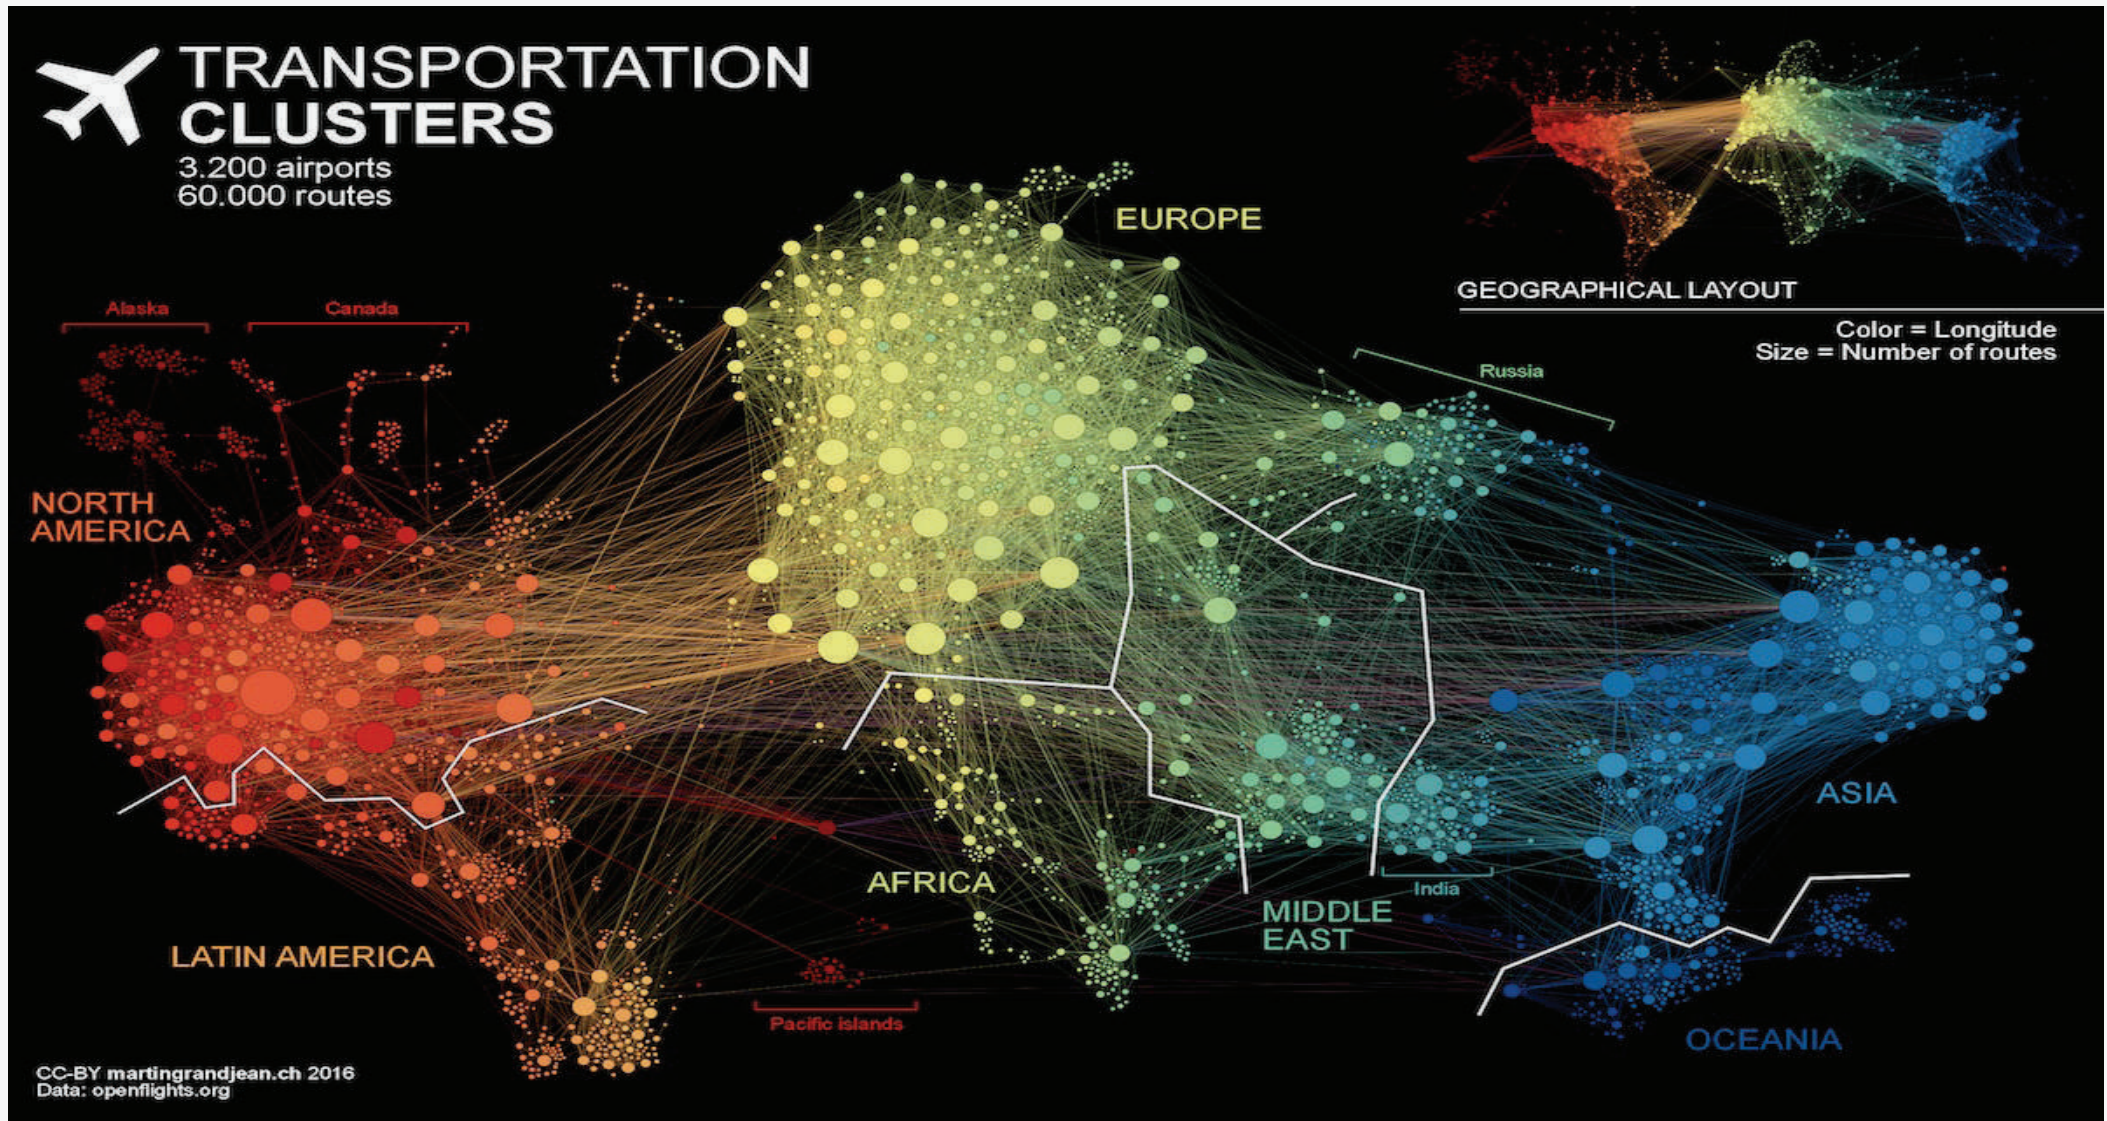 TRANSPORTATION
CLUSTERS
3.200 airports
60.000 routes
EUROPE
GEOGRAPHICAL LAYOUT
Color = Longitude
Size = Number of routes
Alaska
Canada
Russia
NORTH
AMERICA
ASIA
AFRICA
India
MIDDLE
EAST
LATIN AMERICA
Pacific islands
OCEANIA
CC-BY martingrandjean.ch 2016
Data: openflights.org